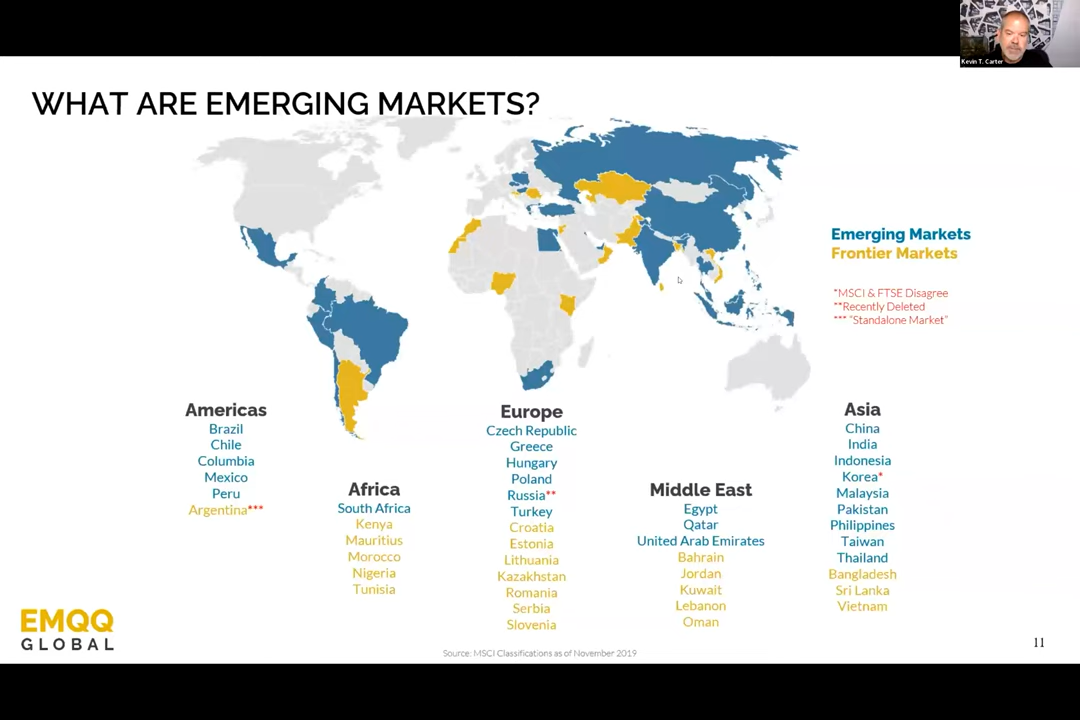 Kevin T. Carter
WHAT ARE EMERGING MARKETS?
Emerging Markets
Frontier Markets
*MSCI & FTSE Disagree
**Recently Deleted
*** "Standalone Market"
Americas
Brazil
Chile
Columbia
Mexico
Peru
Argentina***
Africa
South Africa
Kenya
Mauritius
Morocco
Nigeria
Tunisia
Europe
Czech Republic
Greece
Hungary
Poland
Russia**
Turkey
Croatia
Estonia
Lithuania
Kazakhstan
Romania
Serbia
Slovenia
Middle East
Egypt
Qatar
United Arab Emirates
Bahrain
Jordan
Kuwait
Lebanon
Oman
Asia
China
India
Indonesia
Korea*
Malaysia
Pakistan
Philippines
Taiwan
Thailand
Bangladesh
Sri Lanka
Vietnam
EMQQ
GLOBAL
Source: MSCI Classifications as of November 2019
11